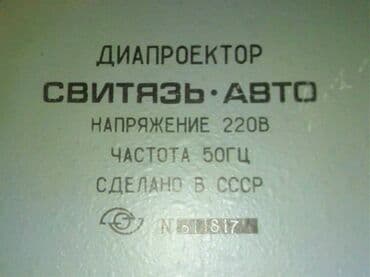 ДИАПРОЕКТОР
СВИТЯЗЬ·АВТО
НАПРЯЖЕНИЕ 220В
ЧАСТОТА 50ГЦ
СДЕЛАНО В СССР
N